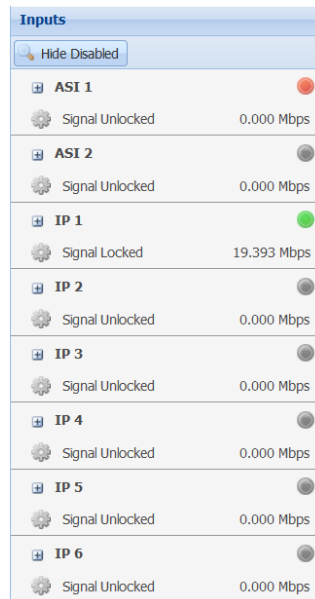 Inputs
Hide Disabled
ASI 1
Signal Unlocked 0.000 Mbps
ASI 2
Signal Unlocked 0.000 Mbps
IP 1
Signal Locked 19.393 Mbps
IP 2
Signal Unlocked 0.000 Mbps
IP 3
Signal Unlocked 0.000 Mbps
IP 4
Signal Unlocked 0.000 Mbps
IP 5
Signal Unlocked 0.000 Mbps
IP 6
Signal Unlocked 0.000 Mbps